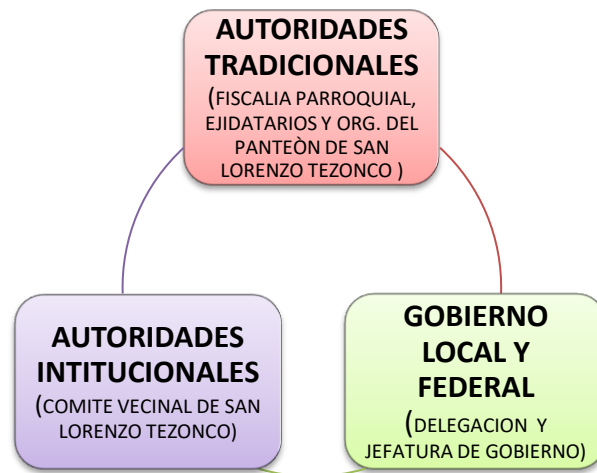 AUTORIDADES
TRADICIONALES
(FISCALIA PARROQUIAL,
EJIDATARIOS Y ORG. DEL
PANTEÒN DE SAN
LORENZO TEZONCO )
AUTORIDADES
INTITUCIONALES
(COMITE VECINAL DE SAN
LORENZO TEZONCO)
GOBIERNO
LOCAL Y
FEDERAL
(DELEGACION Y
JEFATURA DE GOBIERNO)